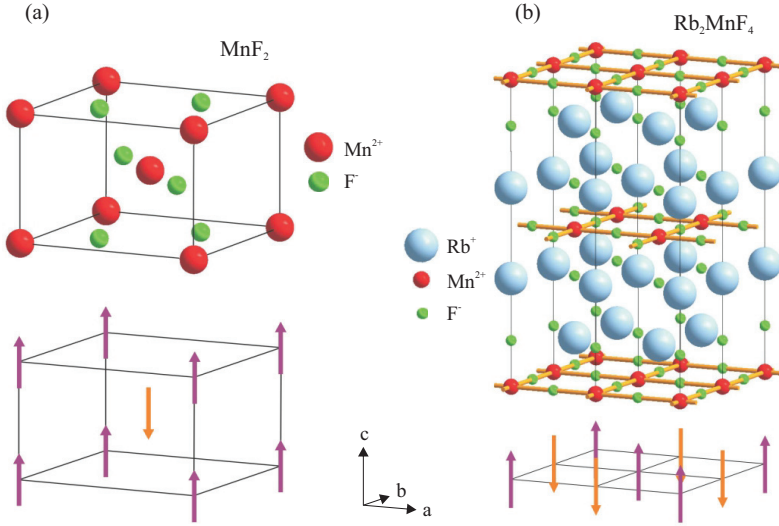 (a)
MnF₂
Mn²⁺
F⁻
(b)
Rb₂MnF₄
Rb⁺
Mn²⁺
F⁻
c
b
a